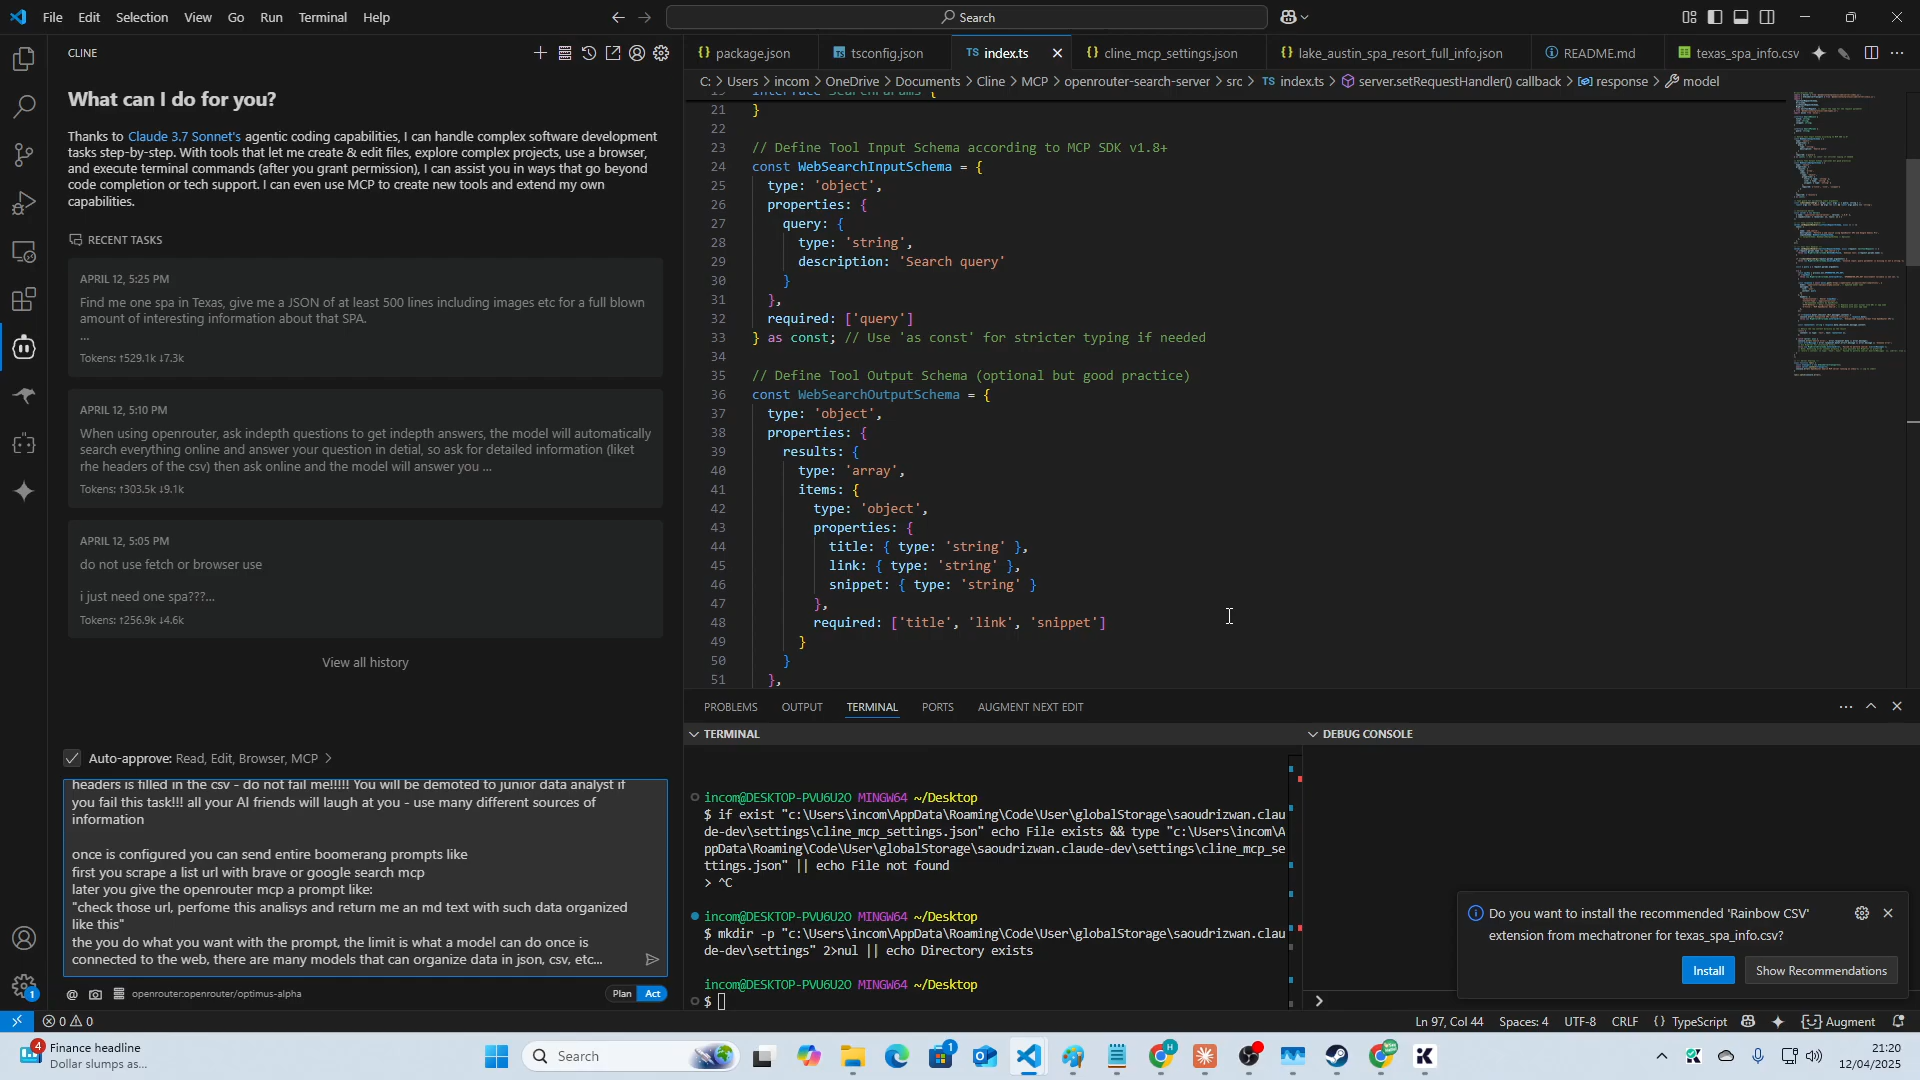 File Edit Selection View Go Run Terminal Help
Search
CLINE
What can I do for you?
Thanks to Claude 3.7 Sonnet's agentic coding capabilities, I can handle complex software development
tasks step-by-step. With tools that let me create & edit files, explore complex projects, use a browser,
and execute terminal commands (after you grant permission), I can assist you in ways that go beyond
code completion or tech support. I can even use MCP to create new tools and extend my own
capabilities.
RECENT TASKS
APRIL 12, 5:25 PM
Find me one spa in Texas, give me a JSON of at least 500 lines including images etc for a full blown
amount of interesting information about that SPA.
...
Tokens: ↑529.1k ↓7.3k
APRIL 12, 5:10 PM
When using openrouter, ask indepth questions to get indepth answers, the model will automatically
search everything online and answer your question in detial, so ask for detailed information (liket
rhe headers of the csv) then ask online and the model will answer you ...
Tokens: ↑303.5k ↓9.1k
APRIL 12, 5:05 PM
do not use fetch or browser use
i just need one spa???...
Tokens: ↑256.9k ↓4.6k
View all history
Auto-approve: Read, Edit, Browser, MCP >
headers is filled in the csv - do not fail me!!!!! You will be demoted to junior data analyst if
you fail this task!!! all your AI friends will laugh at you - use many different sources of
information
once is configured you can send entire boomerang prompts like
first you scrape a list url with brave or google search mcp
later you give the openrouter mcp a prompt like:
"check those url, perfome this analisys and return me an md text with such data organized
like this"
the you do what you want with the prompt, the limit is what a model can do once is
connected to the web, there are many models that can organize data in json, csv, etc...
@ openrouter:openrouter/optimus-alpha
Plan Act
package.json tsconfig.json TS index.ts cline_mcp_settings.json lake_austin_spa_resort_full_info.json README.md texas_spa_info.csv
C: > Users > incom > OneDrive > Documents > Cline > MCP > openrouter-search-server > src > TS index.ts > server.setRequestHandler() callback > response > model
21 }
22
23 // Define Tool Input Schema according to MCP SDK v1.8+
24 const WebSearchInputSchema = {
25 type: 'object',
26 properties: {
27 query: {
28 type: 'string',
29 description: 'Search query'
30 }
31 },
32 required: ['query']
33 } as const; // Use 'as const' for stricter typing if needed
34
35 // Define Tool Output Schema (optional but good practice)
36 const WebSearchOutputSchema = {
37 type: 'object',
38 properties: {
39 results: {
40 type: 'array',
41 items: {
42 type: 'object',
43 properties: {
44 title: { type: 'string' },
45 link: { type: 'string' },
46 snippet: { type: 'string' }
47 },
48 required: ['title', 'link', 'snippet']
49 }
50 }
51 },
PROBLEMS OUTPUT TERMINAL PORTS AUGMENT NEXT EDIT
TERMINAL
incom@DESKTOP-PVU6U2O MINGW64 ~/Desktop
$ if exist "c:\Users\incom\AppData\Roaming\Code\User\globalStorage\saoudrizwan.clau
de-dev\settings\cline_mcp_settings.json" echo File exists && type "c:\Users\incom\A
ppData\Roaming\Code\User\globalStorage\saoudrizwan.claude-dev\settings\cline_mcp_se
ttings.json" || echo File not found
> ^C
incom@DESKTOP-PVU6U2O MINGW64 ~/Desktop
$ mkdir -p "c:\Users\incom\AppData\Roaming\Code\User\globalStorage\saoudrizwan.clau
de-dev\settings" 2>nul || echo Directory exists
incom@DESKTOP-PVU6U2O MINGW64 ~/Desktop
$
DEBUG CONSOLE
Do you want to install the recommended 'Rainbow CSV'
extension from mechatroner for texas_spa_info.csv?
Install Show Recommendations
0 0
Ln 97, Col 44 Spaces: 4 UTF-8 CRLF { } TypeScript Augment
4 Finance headline
Dollar slumps as...
Search
21:20
12/04/2025